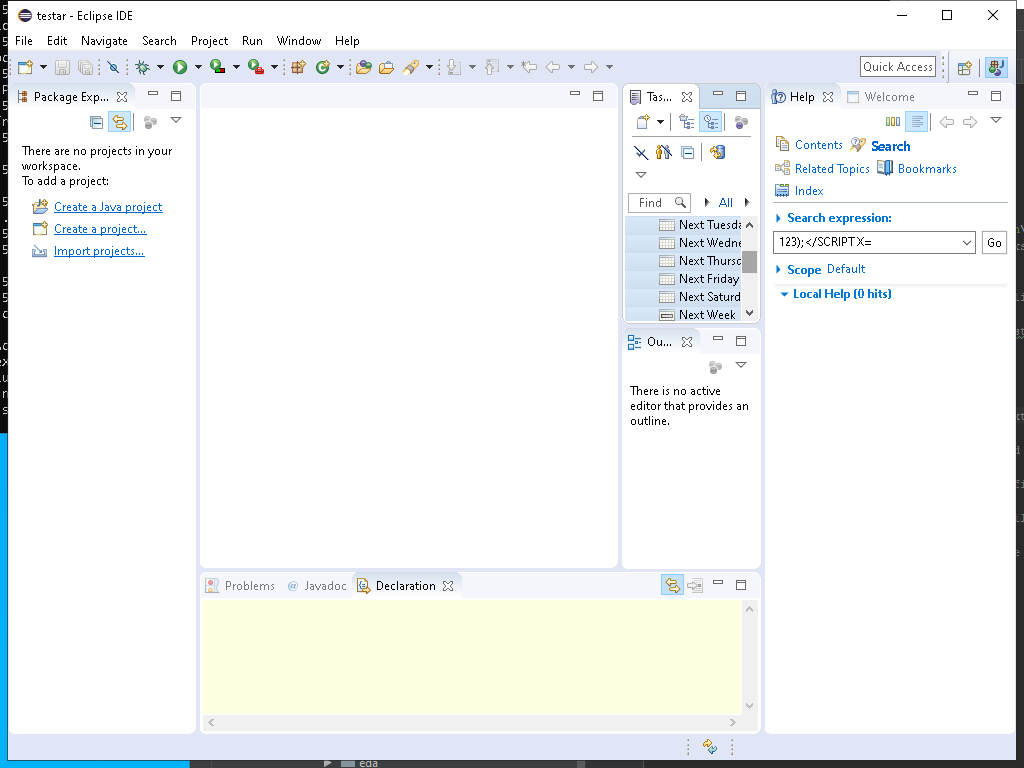 testar - Eclipse IDE
File Edit Navigate Search Project Run Window Help
Quick Access
Package Exp...
There are no projects in your
workspace.
To add a project:
Create a Java project
Create a project...
Import projects...
Tas...
Find
All
Next Tuesda
Next Wedne
Next Thursd
Next Friday
Next Saturd
Next Week
Ou...
There is no active
editor that provides an
outline.
Help Welcome
Contents Search
Related Topics Bookmarks
Index
Search expression:
123);</SCRIPT X=
Go
Scope Default
Local Help (0 hits)
Problems @ Javadoc Declaration
eda